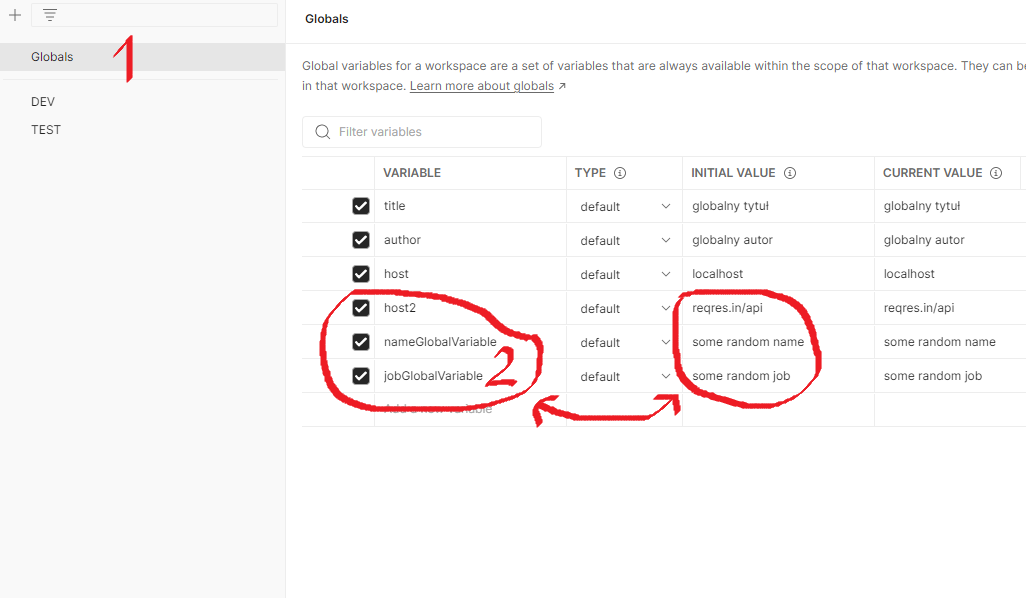 Globals
DEV
TEST
1
Globals
Global variables for a workspace are a set of variables that are always available within the scope of that workspace. They can be
in that workspace. Learn more about globals ↗
Filter variables
VARIABLE TYPE INITIAL VALUE CURRENT VALUE
title default globalny tytuł globalny tytuł
author default globalny autor globalny autor
host default localhost localhost
host2 default reqres.in/api reqres.in/api
nameGlobalVariable default some random name some random name
jobGlobalVariable default some random job some random job
2
Add a new variable